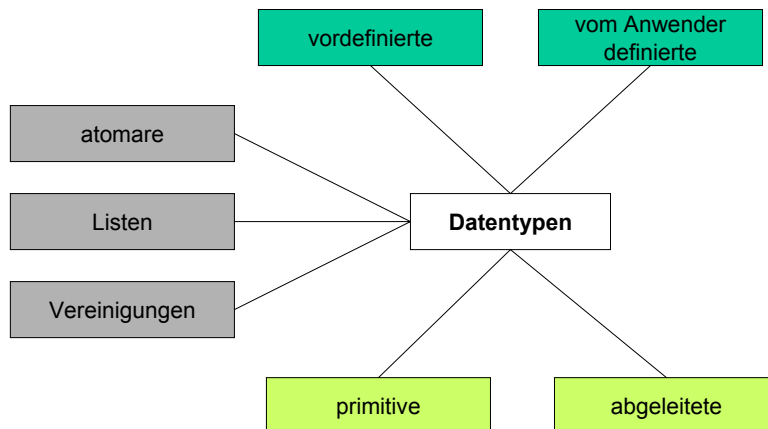 vordefinierte
vom Anwender
definierte
atomare
Listen
Datentypen
Vereinigungen
primitive
abgeleitete